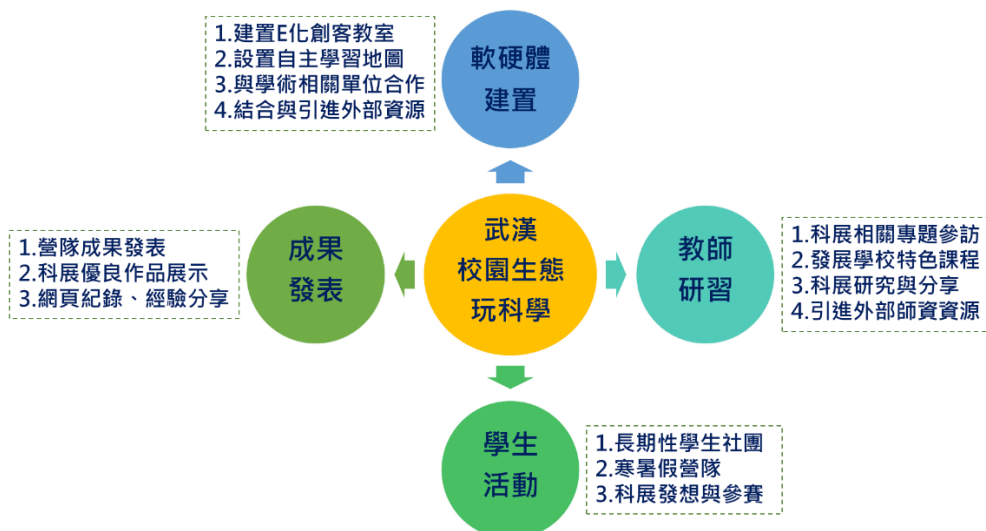 1.建置E化創客教室
2.設置自主學習地圖
3.與學術相關單位合作
4.結合與引進外部資源
軟硬體
建置
1.營隊成果發表
2.科展優良作品展示
3.網頁紀錄、經驗分享
成果
發表
武漢
校園生態
玩科學
教師
研習
1.科展相關專題參訪
2.發展學校特色課程
3.科展研究與分享
4.引進外部師資資源
學生
活動
1.長期性學生社團
2.寒暑假營隊
3.科展發想與參賽